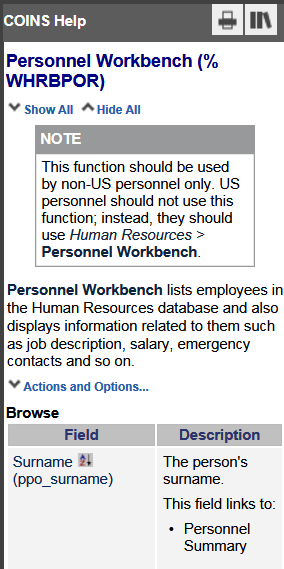 COINS Help
Personnel Workbench (%
WHRBPOR)
Show All Hide All
NOTE
This function should be used
by non-US personnel only. US
personnel should not use this
function; instead, they should
use Human Resources >
Personnel Workbench.
Personnel Workbench lists employees in
the Human Resources database and also
displays information related to them such
as job description, salary, emergency
contacts and so on.
Actions and Options...
Browse
Field Description
Surname The person's
(ppo_surname) surname.
This field links to:
• Personnel
Summary